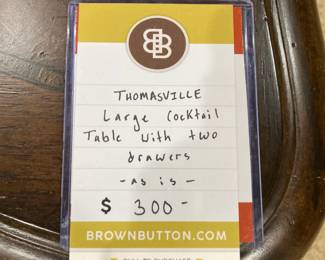 THOMASVILLE
Large Cocktail
Table with two
drawers
- as is -
$ 300-
BROWNBUTTON.COM